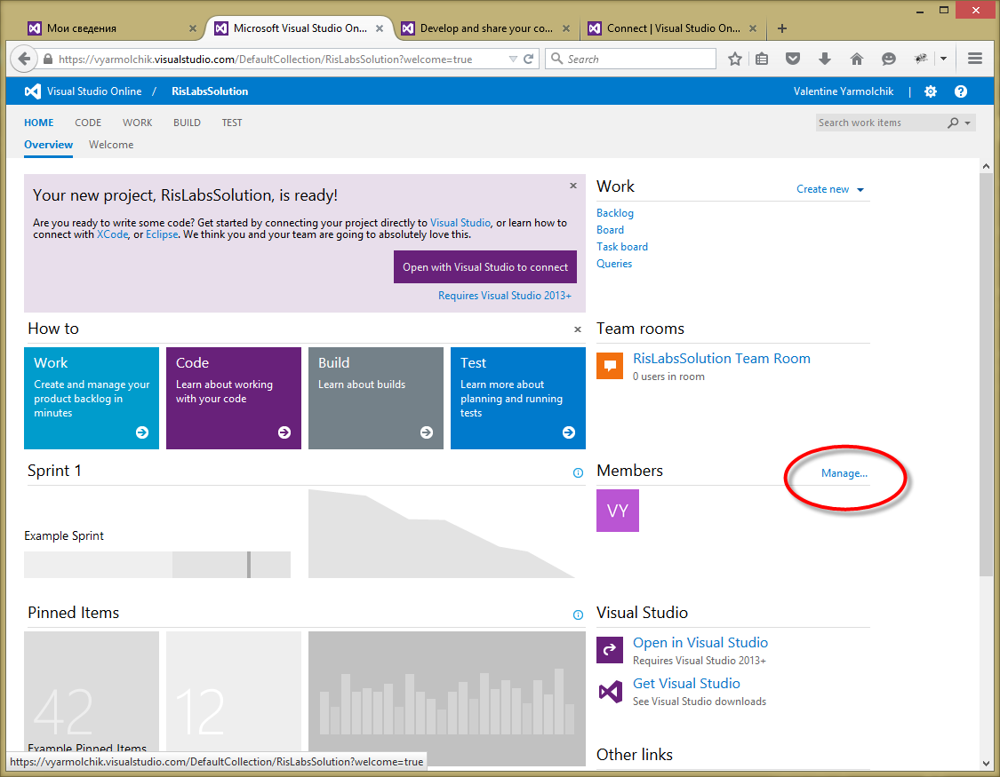 Мои сведения
Microsoft Visual Studio On...
Develop and share your co...
Connect | Visual Studio On...
https://vyarmolchik.visualstudio.com/DefaultCollection/RisLabsSolution?welcome=true
Search
Visual Studio Online / RisLabsSolution
Valentine Yarmolchik |
HOME CODE WORK BUILD TEST
Search work items
Overview Welcome
Your new project, RisLabsSolution, is ready!
Are you ready to write some code? Get started by connecting your project directly to Visual Studio, or learn how to
connect with XCode, or Eclipse. We think you and your team are going to absolutely love this.
Open with Visual Studio to connect
Requires Visual Studio 2013+
Work
Create new
Backlog
Board
Task board
Queries
How to
Work
Create and manage your
product backlog in
minutes
Code
Learn about working
with your code
Build
Learn about builds
Test
Learn more about
planning and running
tests
Team rooms
RisLabsSolution Team Room
0 users in room
Sprint 1
Example Sprint
Members
Manage...
VY
Pinned Items
42
Example Pinned Items
12
Visual Studio
Open in Visual Studio
Requires Visual Studio 2013+
Get Visual Studio
See Visual Studio downloads
Other links
https://vyarmolchik.visualstudio.com/DefaultCollection/RisLabsSolution?welcome=true